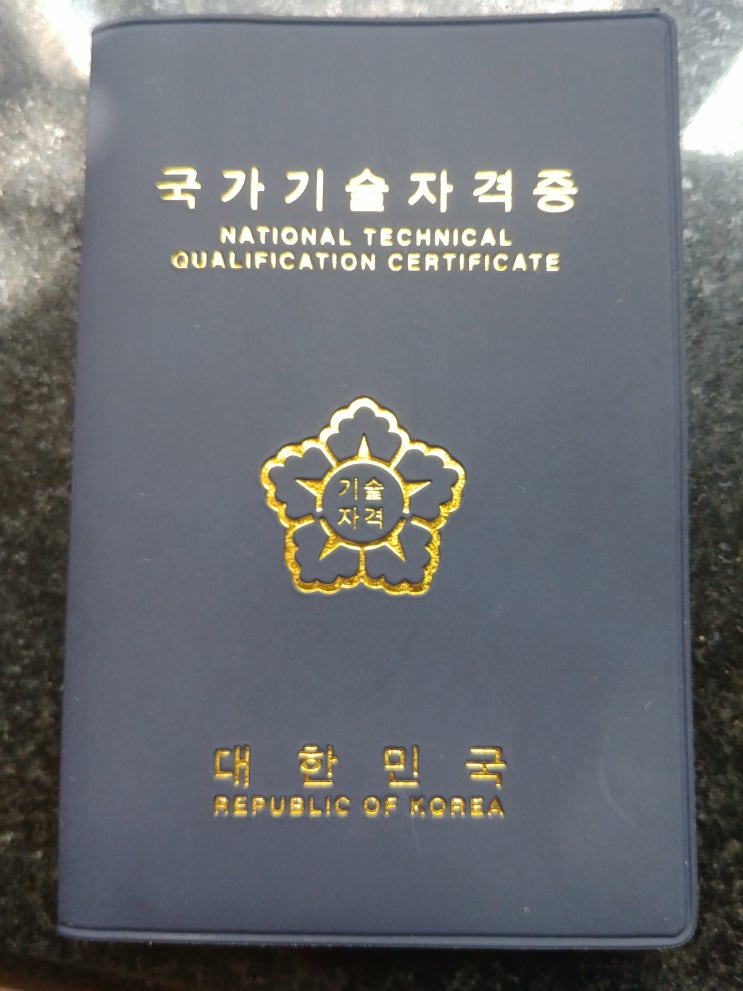 국가기술자격증
NATIONAL TECHNICAL
QUALIFICATION CERTIFICATE
기술
자격
대한민국
REPUBLIC OF KOREA